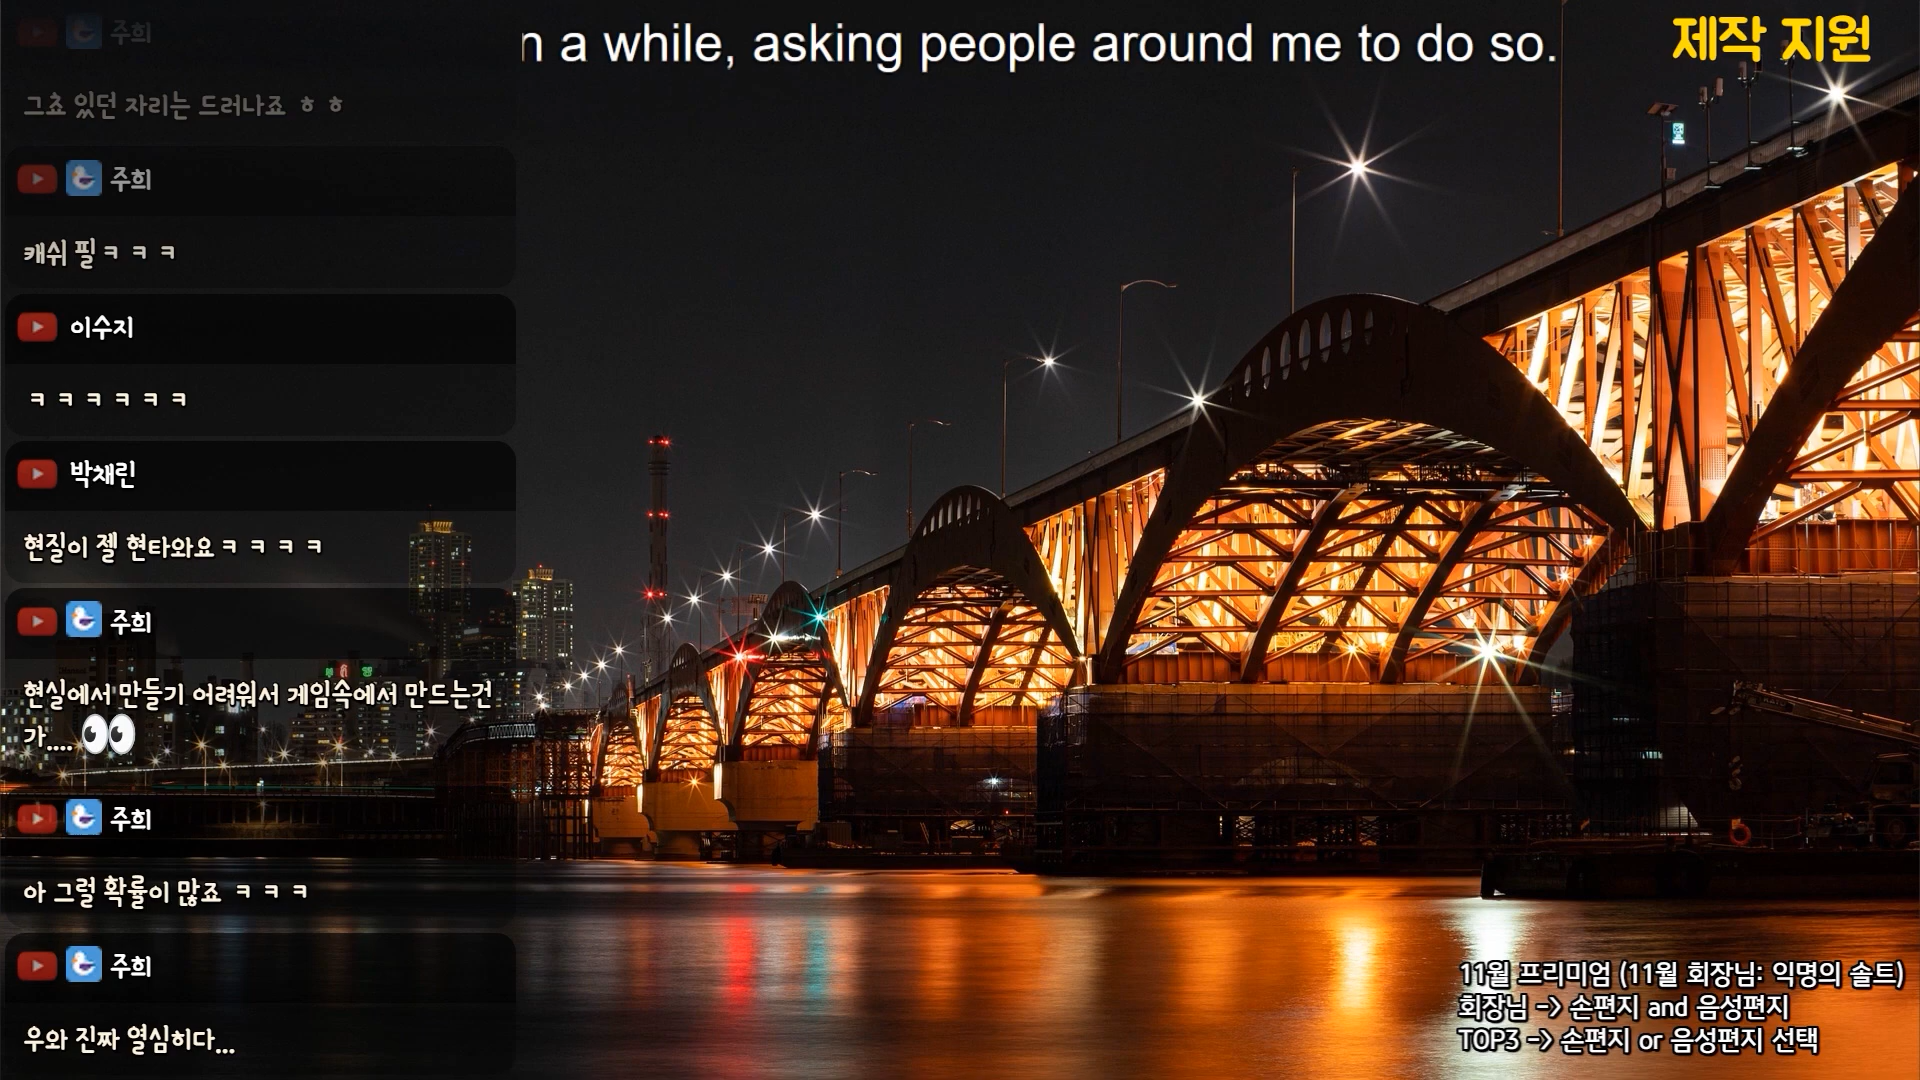 주희
그쵸 있던 자리는 드러나죠 ㅎㅎ
주희
캐쉬 필ㅋㅋㅋ
이수지
ㅋㅋㅋㅋㅋㅋ
박채린
현질이 젤 현타와요ㅋㅋㅋㅋ
주희
현실에서 만들기 어려워서 게임속에서 만드는건
가.... 👀
주희
아 그럴 확률이 많죠 ㅋㅋㅋ
주희
우와 진짜 열심히다...
n a while, asking people around me to do so.
제작 지원
11월 프리미엄 (11월 회장님: 익명의 솔트)
회장님 -> 손편지 and 음성편지
TOP3 -> 손편지 or 음성편지 선택